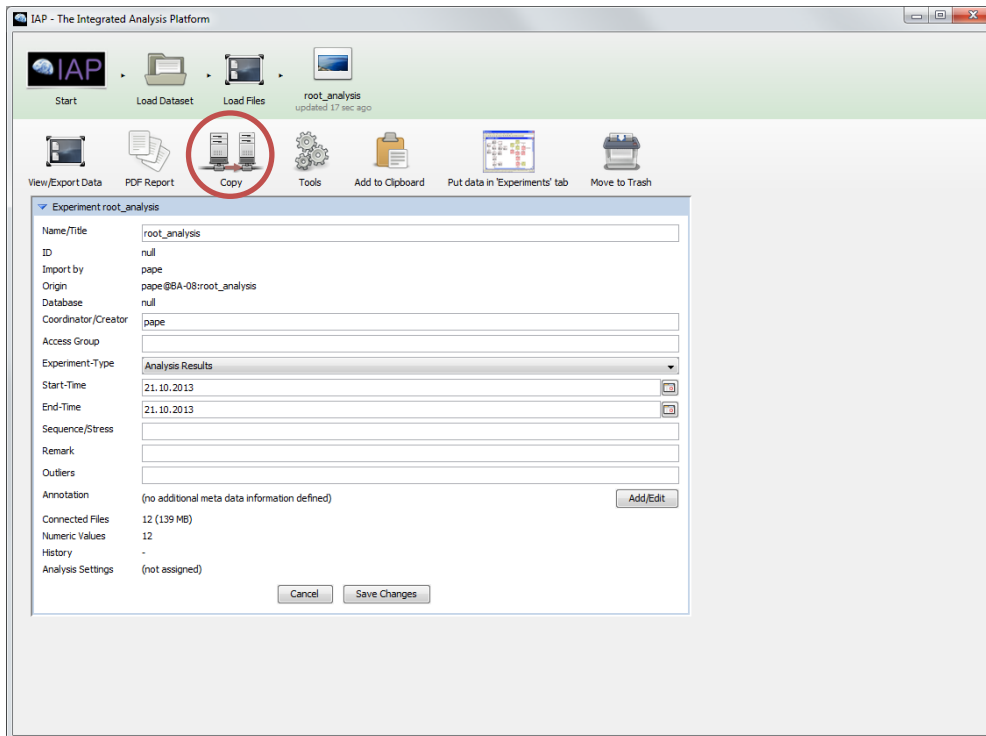 IAP - The Integrated Analysis Platform
IAP
Start
Load Dataset
Load Files
root_analysis
updated 17 sec ago
View/Export Data
PDF Report
Copy
Tools
Add to Clipboard
Put data in 'Experiments' tab
Move to Trash
Experiment root_analysis
Name/Title root_analysis
ID null
Import by pape
Origin pape@BA-08:root_analysis
Database null
Coordinator/Creator pape
Access Group
Experiment-Type Analysis Results
Start-Time 21.10.2013
End-Time 21.10.2013
Sequence/Stress
Remark
Outliers
Annotation (no additional meta data information defined) Add/Edit
Connected Files 12 (139 MB)
Numeric Values 12
History -
Analysis Settings (not assigned)
Cancel Save Changes